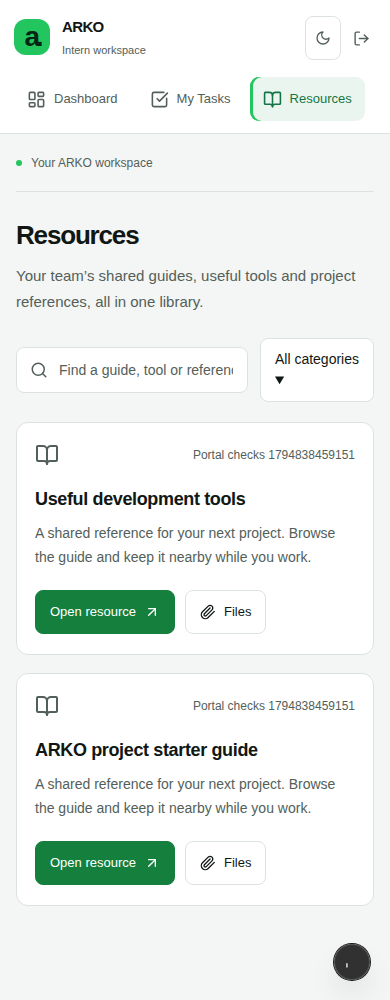 a
ARKO
Intern workspace
Dashboard
My Tasks
Resources
Your ARKO workspace
Resources
Your team’s shared guides, useful tools and project
references, all in one library.
Find a guide, tool or referenc
All categories
▼
Portal checks 1794838459151
Useful development tools
A shared reference for your next project. Browse
the guide and keep it nearby while you work.
Open resource
Files
Portal checks 1794838459151
ARKO project starter guide
A shared reference for your next project. Browse
the guide and keep it nearby while you work.
Open resource
Files